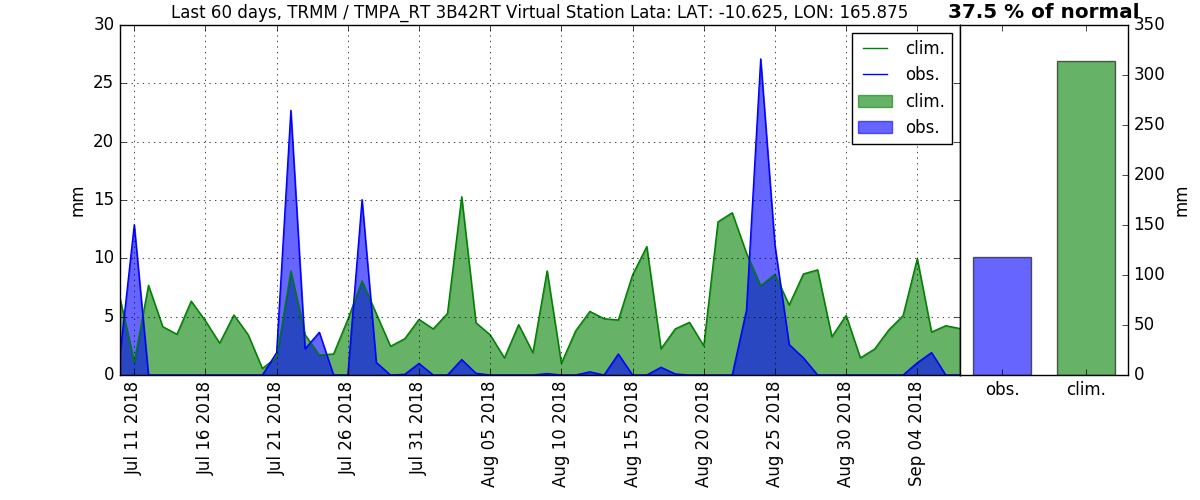 Last 60 days, TRMM / TMPA_RT 3B42RT Virtual Station Lata: LAT: -10.625, LON: 165.875
37.5 % of normal
30
25
20
15
10
5
0
mm
clim.
obs.
clim.
obs.
Jul 11 2018
Jul 16 2018
Jul 21 2018
Jul 26 2018
Jul 31 2018
Aug 05 2018
Aug 10 2018
Aug 15 2018
Aug 20 2018
Aug 25 2018
Aug 30 2018
Sep 04 2018
350
300
250
200
150
100
50
0
mm
obs.
clim.